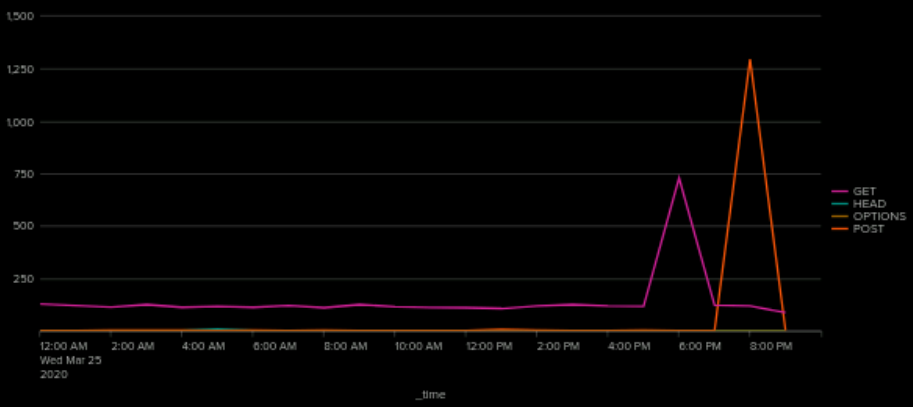 1,500
1,250
1,000
750
500
250
GET
HEAD
OPTIONS
POST
12:00 AM 2:00 AM 4:00 AM 6:00 AM 8:00 AM 10:00 AM 12:00 PM 2:00 PM 4:00 PM 6:00 PM 8:00 PM
Wed Mar 25
2020
_time